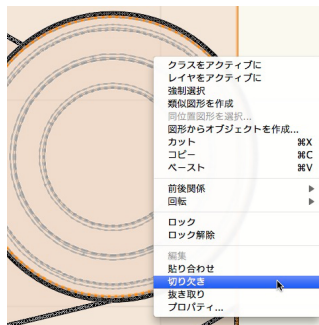 クラスをアクティブに
レイヤをアクティブに
強制選択
類似図形を作成
同位置図形を選択...
図形からオブジェクトを作成...
カット ⌘X
コピー ⌘C
ペースト ⌘V
前後関係 ▶
回転 ▶
ロック
ロック解除
編集
貼り合わせ
切り欠き
抜き取り
プロパティ...